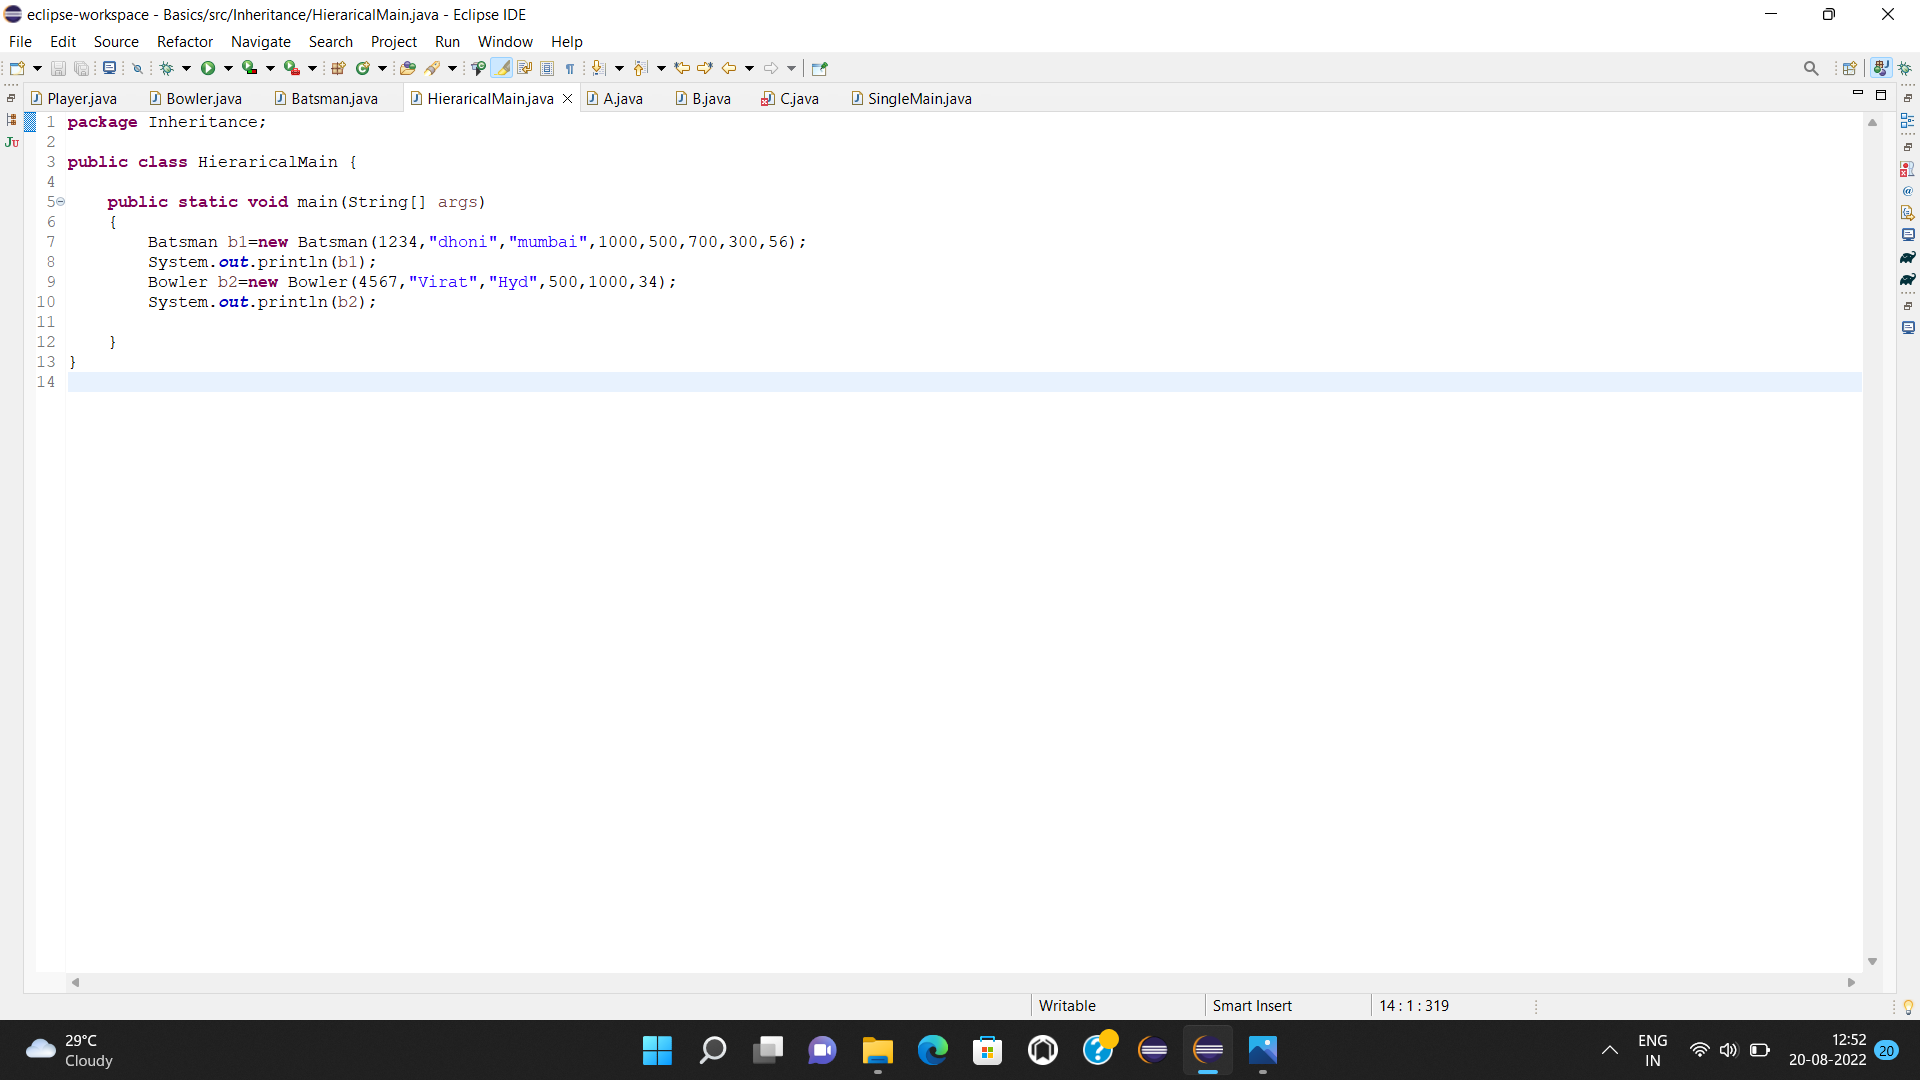 eclipse-workspace - Basics/src/Inheritance/HieraricalMain.java - Eclipse IDE
File Edit Source Refactor Navigate Search Project Run Window Help
Player.java Bowler.java Batsman.java HieraricalMain.java A.java B.java C.java SingleMain.java
1 package Inheritance;
2
3 public class HieraricalMain {
4
5 public static void main(String[] args)
6 {
7 Batsman b1=new Batsman(1234,"dhoni","mumbai",1000,500,700,300,56);
8 System.out.println(b1);
9 Bowler b2=new Bowler(4567,"Virat","Hyd",500,1000,34);
10 System.out.println(b2);
11
12 }
13 }
14
Writable Smart Insert 14 : 1 : 319
29°C
Cloudy
ENG
IN
12:52
20-08-2022
20